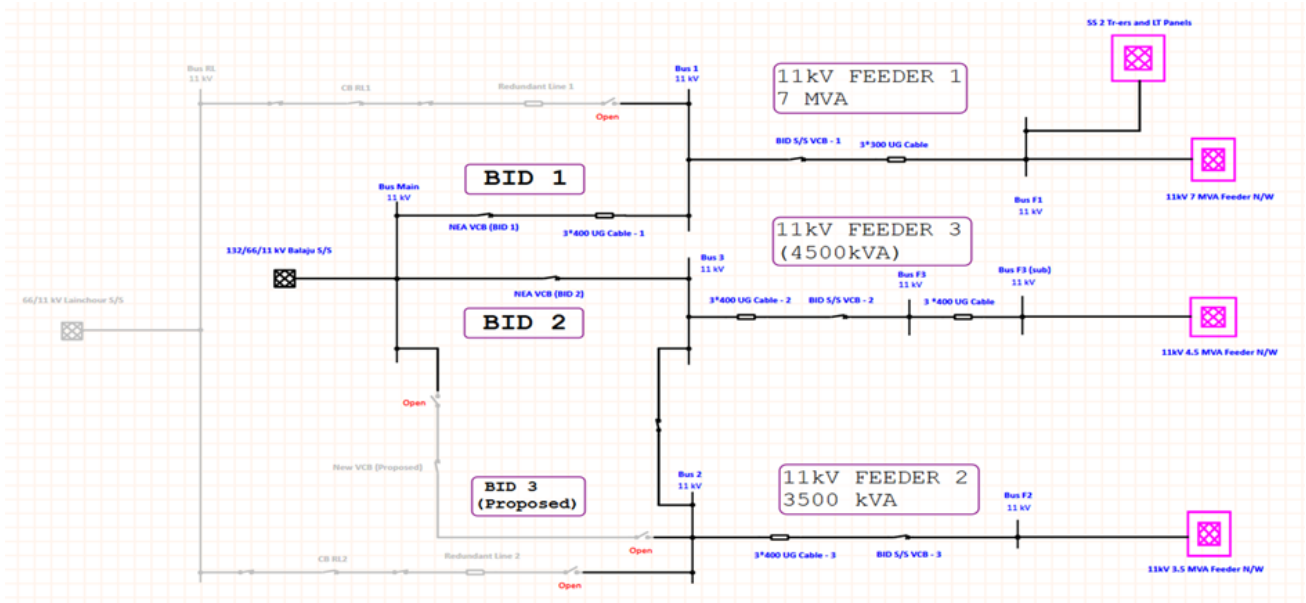 SS 2 Tr-ers and LT Panels
Bus RL
11 kV
CB RL1
Redundant Line 1
Open
Bus 1
11 kV
11kV FEEDER 1
7 MVA
BID S/S VCB - 1
3*300 UG Cable
Bus F1
11 kV
11kV 7 MVA Feeder N/W
BID 1
Bus Main
11 kV
NEA VCB (BID 1)
3*400 UG Cable - 1
11kV FEEDER 3
(4500kVA)
132/66/11 kV Balaju S/S
Bus 3
11 kV
Bus F3
11 kV
Bus F3 (sub)
11 kV
NEA VCB (BID 2)
66/11 kV Lainchour S/S
3*400 UG Cable - 2
BID S/S VCB - 2
3 *400 UG Cable
BID 2
11kV 4.5 MVA Feeder N/W
Open
New VCB (Proposed)
BID 3
(Proposed)
Bus 2
11 kV
11kV FEEDER 2
3500 kVA
Bus F2
11 kV
Open
CB RL2
Redundant Line 2
Open
3*400 UG Cable - 3
BID S/S VCB - 3
11kV 3.5 MVA Feeder N/W